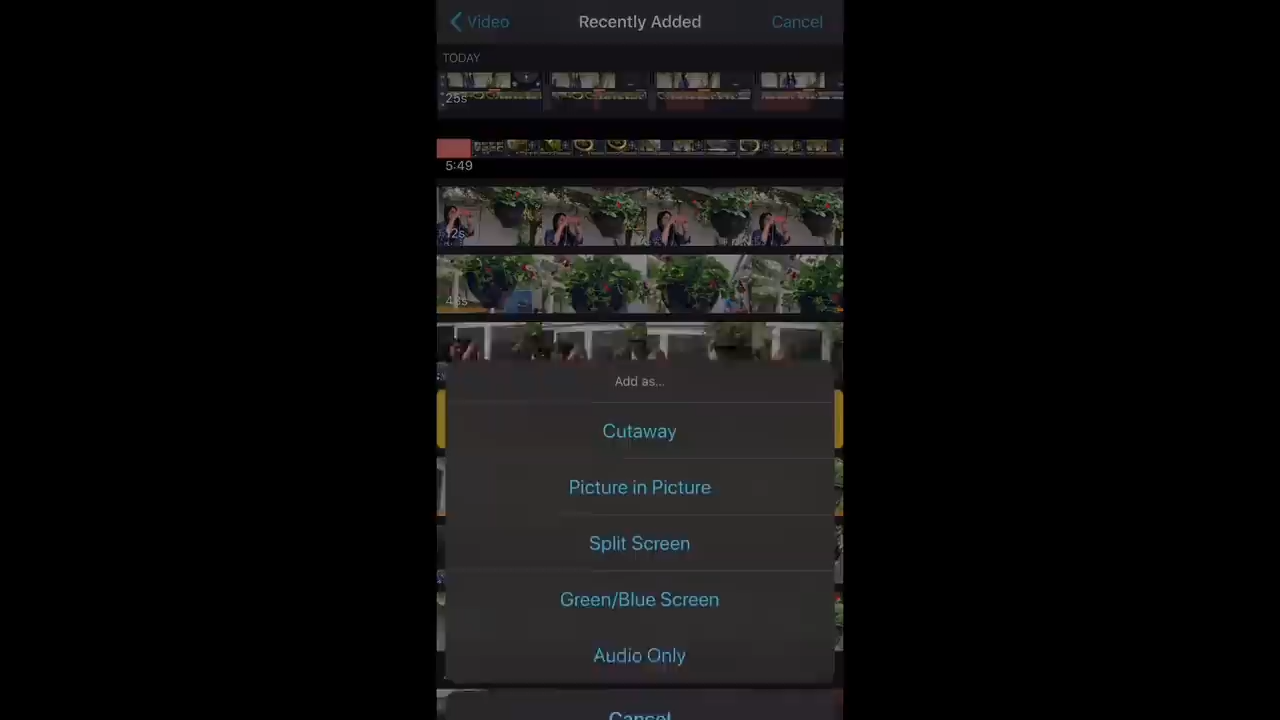 Video
Recently Added
Cancel
TODAY
25s
5:49
12s
Add as...
Cutaway
Picture in Picture
Split Screen
Green/Blue Screen
Audio Only
Cancel